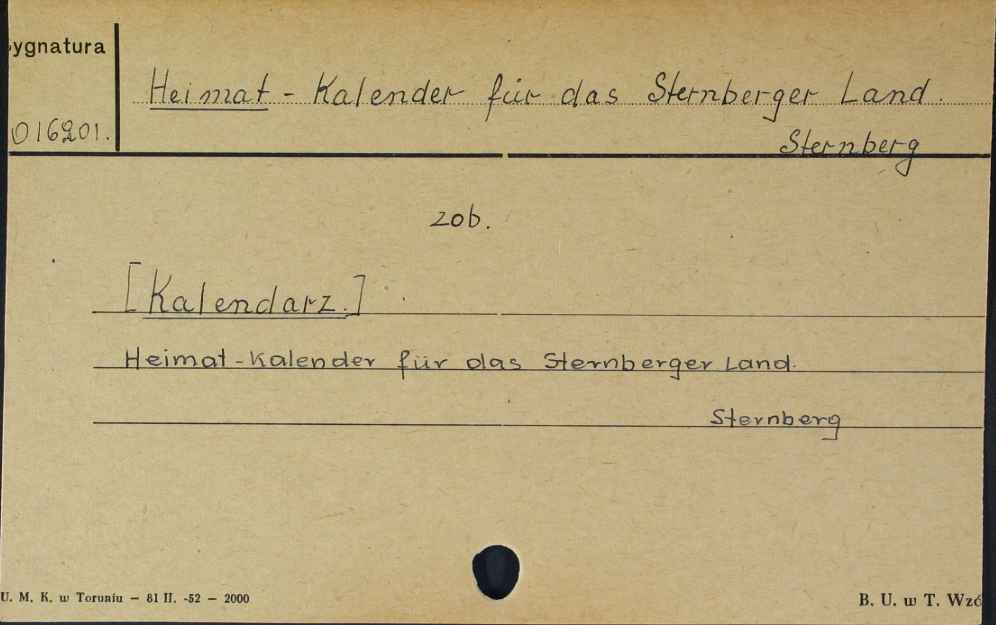 ygnatura
Heimat - Kalender für das Sternberger Land.
016201.
Sternberg
zob.
[Kalendarz.]
Heimat - Kalender für das Sternberger Land.
Sternberg
U. M. K. w Toruniu — 81 II. -52 — 2000
B. U. w T. Wzó